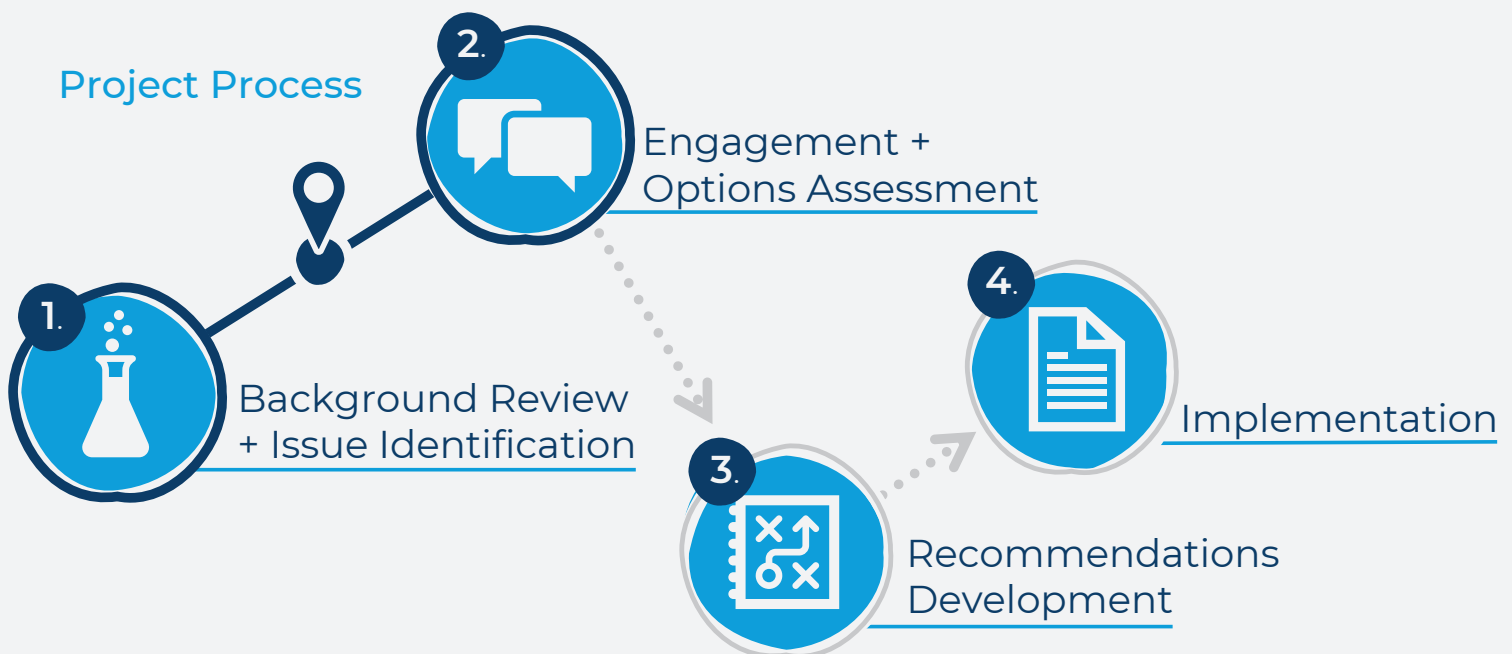 Project Process
1.
Background Review
+ Issue Identification
2.
Engagement +
Options Assessment
3.
Recommendations
Development
4.
Implementation